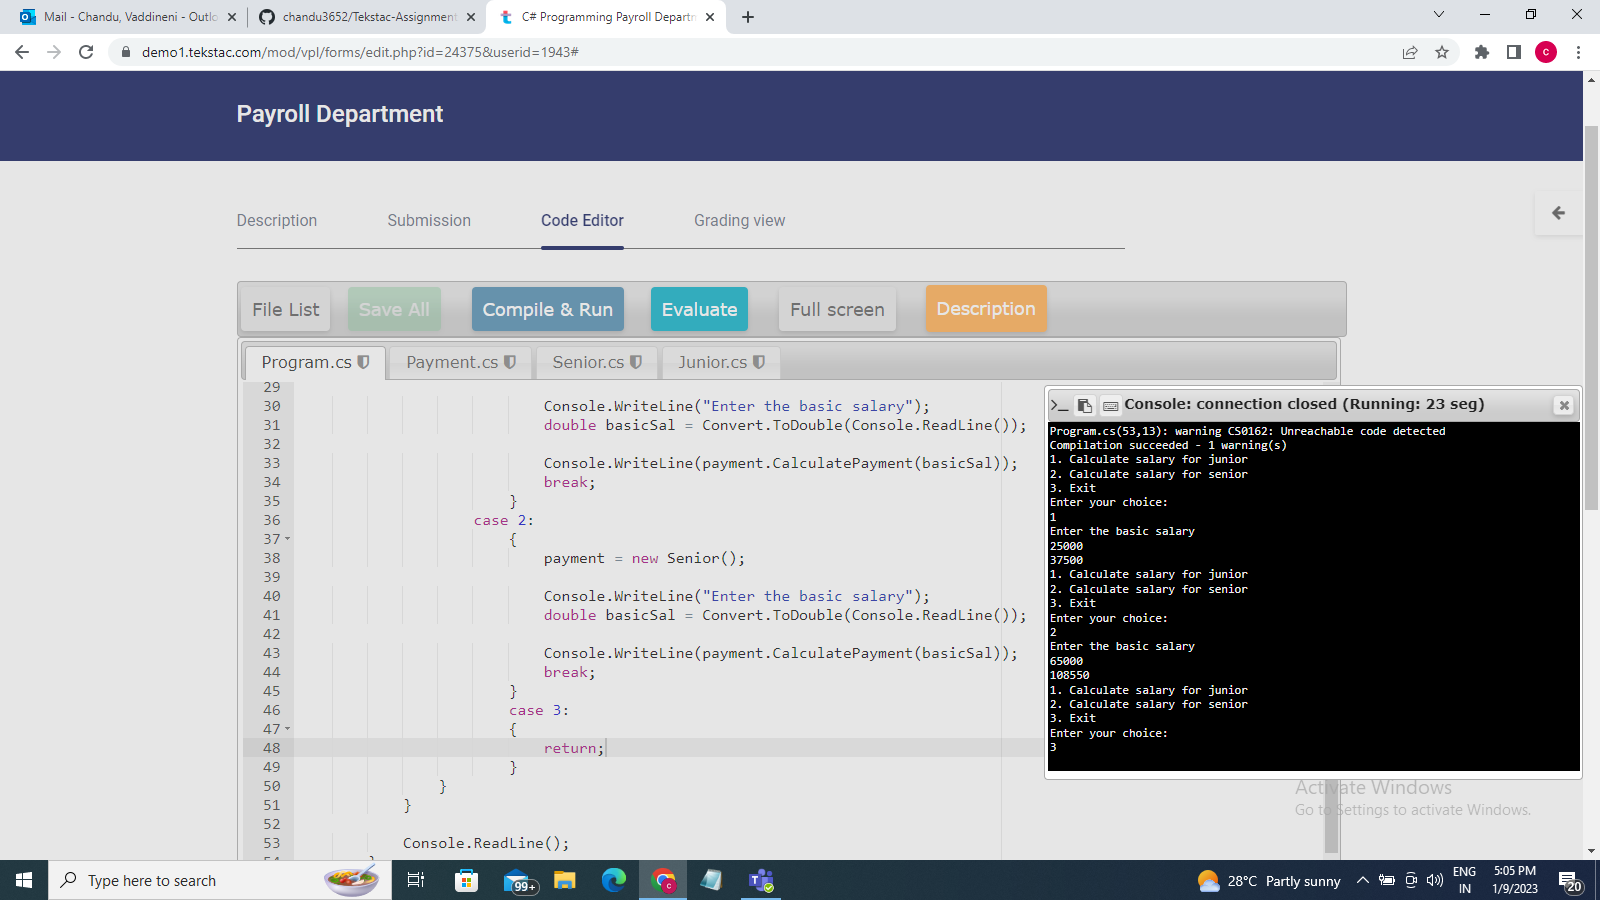 Mail - Chandu, Vaddineni - Outlo
chandu3652/Tekstac-Assignment
C# Programming Payroll Departm
demo1.tekstac.com/mod/vpl/forms/edit.php?id=24375&userid=1943#
Payroll Department
Description
Submission
Code Editor
Grading view
File List
Save All
Compile & Run
Evaluate
Full screen
Description
Program.cs
Payment.cs
Senior.cs
Junior.cs
29
30 Console.WriteLine("Enter the basic salary");
31 double basicSal = Convert.ToDouble(Console.ReadLine());
32
33 Console.WriteLine(payment.CalculatePayment(basicSal));
34 break;
35 }
36 case 2:
37 {
38 payment = new Senior();
39
40 Console.WriteLine("Enter the basic salary");
41 double basicSal = Convert.ToDouble(Console.ReadLine());
42
43 Console.WriteLine(payment.CalculatePayment(basicSal));
44 break;
45 }
46 case 3:
47 {
48 return;
49 }
50 }
51 }
52
53 Console.ReadLine();
Console: connection closed (Running: 23 seg)
Program.cs(53,13): warning CS0162: Unreachable code detected
Compilation succeeded - 1 warning(s)
1. Calculate salary for junior
2. Calculate salary for senior
3. Exit
Enter your choice:
1
Enter the basic salary
25000
37500
1. Calculate salary for junior
2. Calculate salary for senior
3. Exit
Enter your choice:
2
Enter the basic salary
65000
108550
1. Calculate salary for junior
2. Calculate salary for senior
3. Exit
Enter your choice:
3
Activate Windows
Go to Settings to activate Windows.
Type here to search
99+
28°C Partly sunny
ENG
IN
5:05 PM
1/9/2023
20